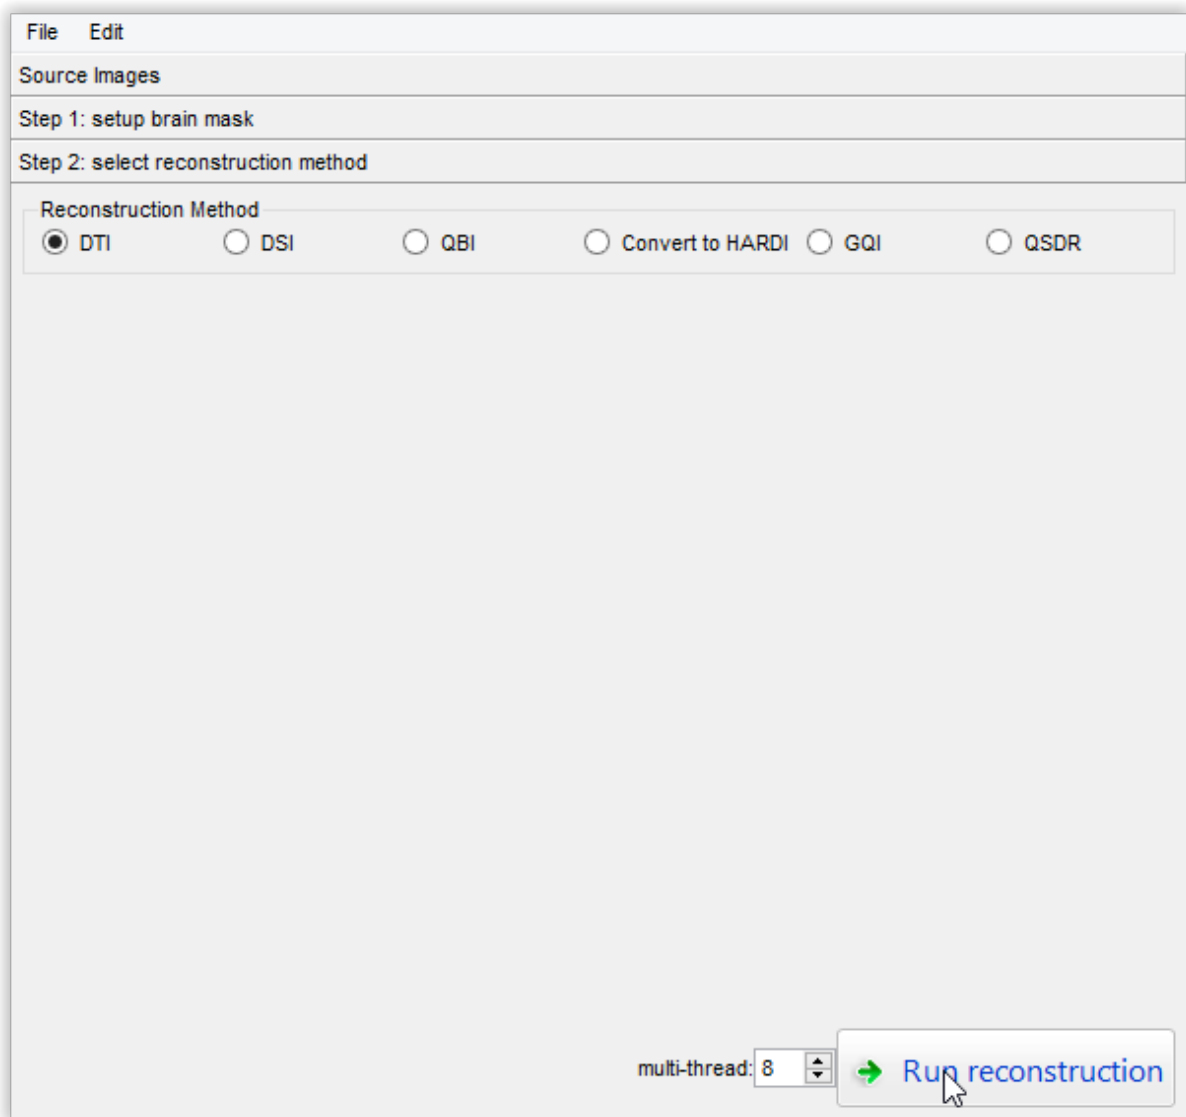 File Edit
Source Images
Step 1: setup brain mask
Step 2: select reconstruction method
Reconstruction Method
DTI DSI QBI Convert to HARDI GQI QSDR
multi-thread: 8 Run reconstruction